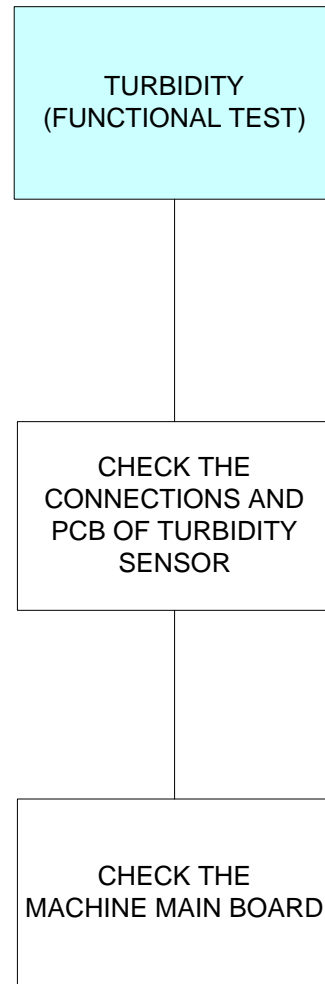 TURBIDITY
(FUNCTIONAL TEST)
CHECK THE
CONNECTIONS AND
PCB OF TURBIDITY
SENSOR
CHECK THE
MACHINE MAIN BOARD